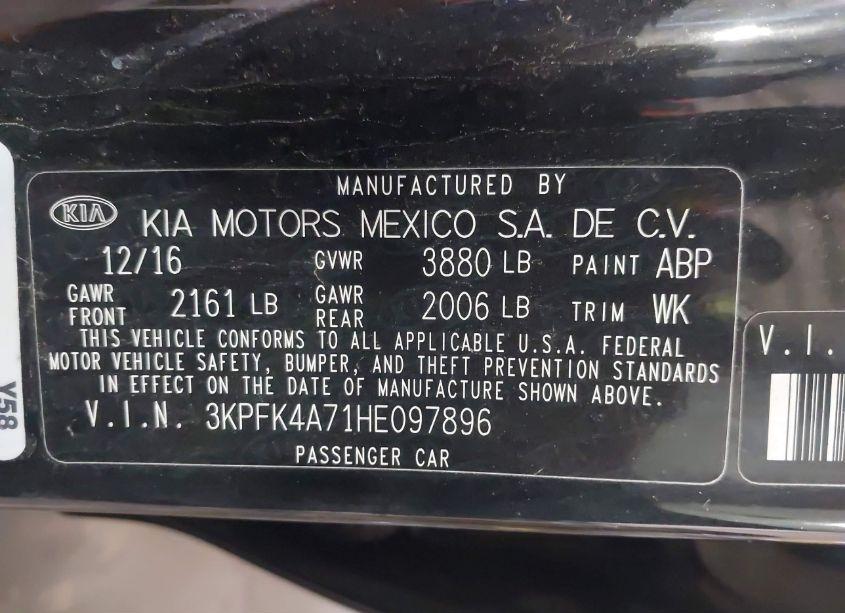 MANUFACTURED BY
KIA KIA MOTORS MEXICO S.A. DE C.V.
12/16 GVWR 3880 LB PAINT ABP
GAWR FRONT 2161 LB GAWR REAR 2006 LB TRIM WK
THIS VEHICLE CONFORMS TO ALL APPLICABLE U.S.A. FEDERAL
MOTOR VEHICLE SAFETY, BUMPER, AND THEFT PREVENTION STANDARDS
IN EFFECT ON THE DATE OF MANUFACTURE SHOWN ABOVE.
V.I.N. 3KPFK4A71HE097896
PASSENGER CAR
V.I.
Y58